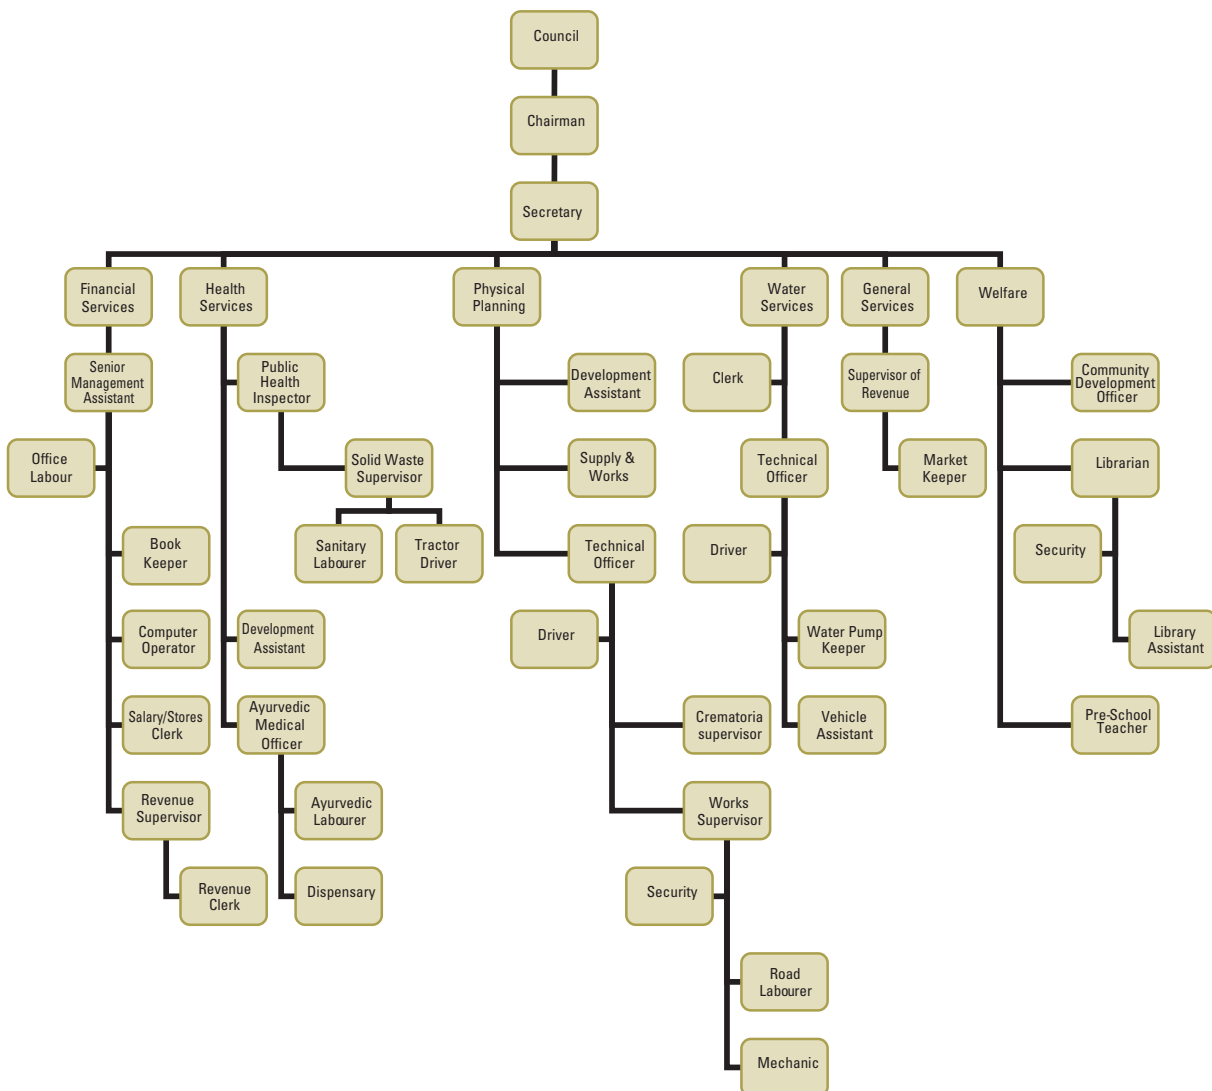 Council
Chairman
Secretary
Financial
Services
Health
Services
Physical
Planning
Water
Services
General
Services
Welfare
Senior
Management
Assistant
Public
Health
Inspector
Development
Assistant
Clerk
Supervisor of
Revenue
Community
Development
Officer
Office
Labour
Solid Waste
Supervisor
Supply &
Works
Technical
Officer
Market
Keeper
Librarian
Book
Keeper
Sanitary
Labourer
Tractor
Driver
Technical
Officer
Driver
Security
Computer
Operator
Development
Assistant
Driver
Water Pump
Keeper
Library
Assistant
Salary/Stores
Clerk
Ayurvedic
Medical
Officer
Crematoria
supervisor
Vehicle
Assistant
Pre-School
Teacher
Revenue
Supervisor
Ayurvedic
Labourer
Works
Supervisor
Revenue
Clerk
Dispensary
Security
Road
Labourer
Mechanic